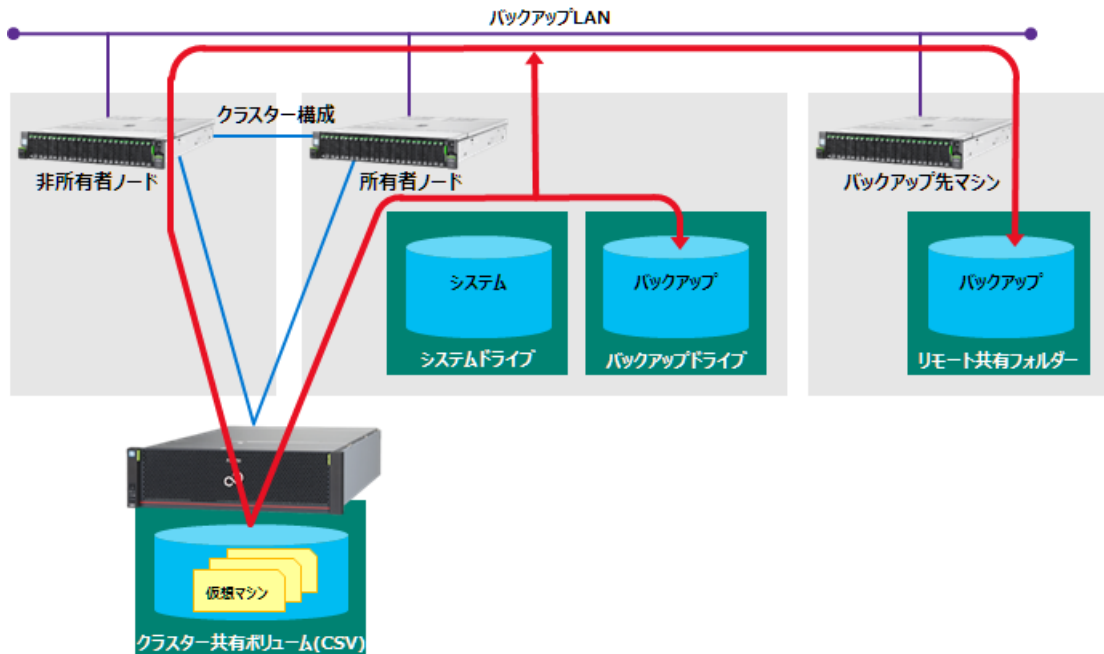 バックアップLAN
クラスター構成
非所有者ノード
所有者ノード
バックアップ先マシン
システム
バックアップ
バックアップ
システムドライブ
バックアップドライブ
リモート共有フォルダー
仮想マシン
クラスター共有ボリューム(CSV)